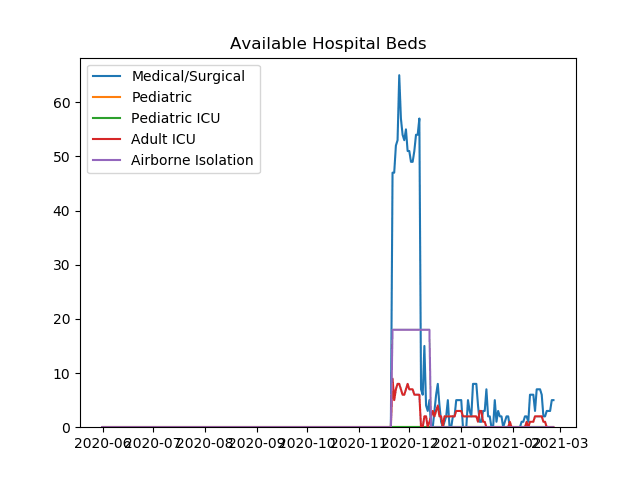 Available Hospital Beds
Medical/Surgical
Pediatric
Pediatric ICU
Adult ICU
Airborne Isolation
60
50
40
30
20
10
0
2020-06 2020-07 2020-08 2020-09 2020-10 2020-11 2020-12 2021-01 2021-02 2021-03